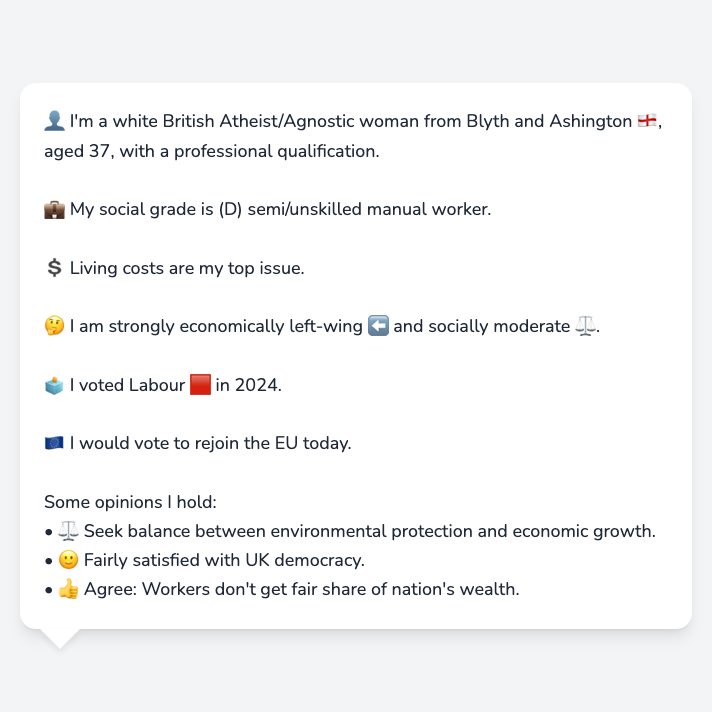 👤 I'm a white British Atheist/Agnostic woman from Blyth and Ashington 🏴󠁧󠁢󠁥󠁮󠁧󠁿,
aged 37, with a professional qualification.
💼 My social grade is (D) semi/unskilled manual worker.
💲 Living costs are my top issue.
🤔 I am strongly economically left-wing ⬅️ and socially moderate ⚖️.
🗳️ I voted Labour 🟥 in 2024.
🇪🇺 I would vote to rejoin the EU today.
Some opinions I hold:
• ⚖️ Seek balance between environmental protection and economic growth.
• 🙂 Fairly satisfied with UK democracy.
• 👍 Agree: Workers don't get fair share of nation's wealth.